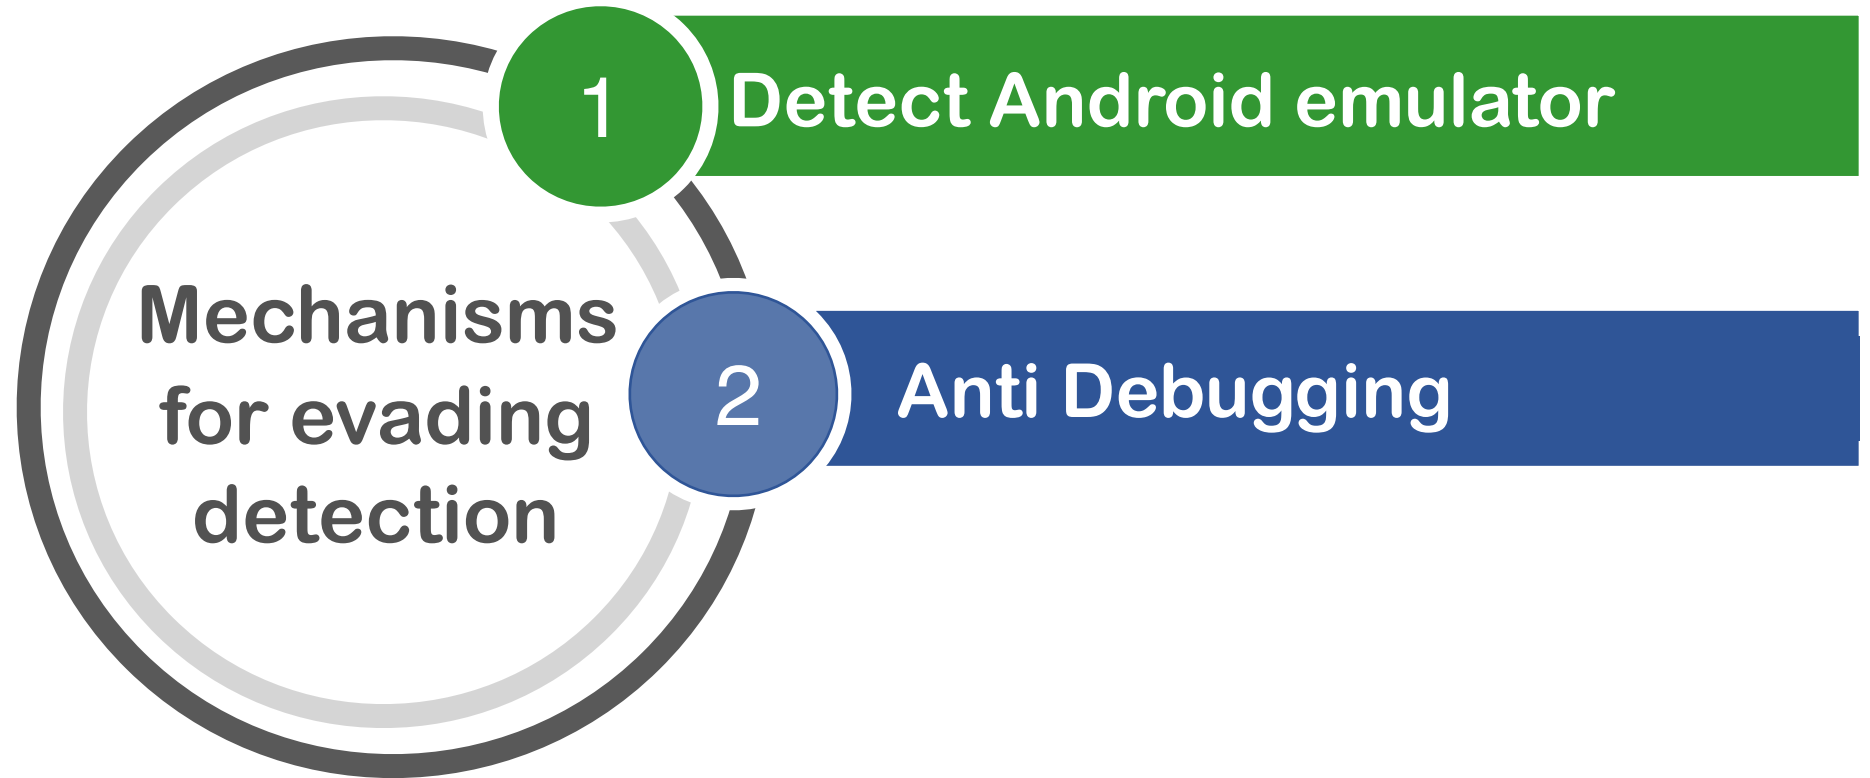 1
Detect Android emulator
Mechanisms
for evading
detection
2
Anti Debugging